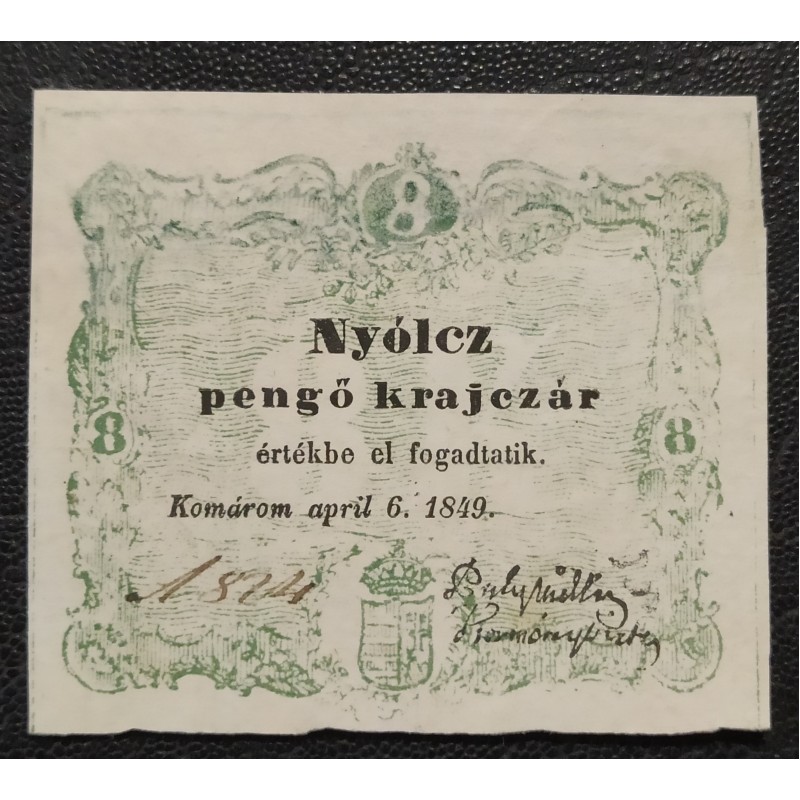 8
Nyólcz
pengő krajczár
8 8
értékbe el fogadtatik.
Komárom april 6. 1849.